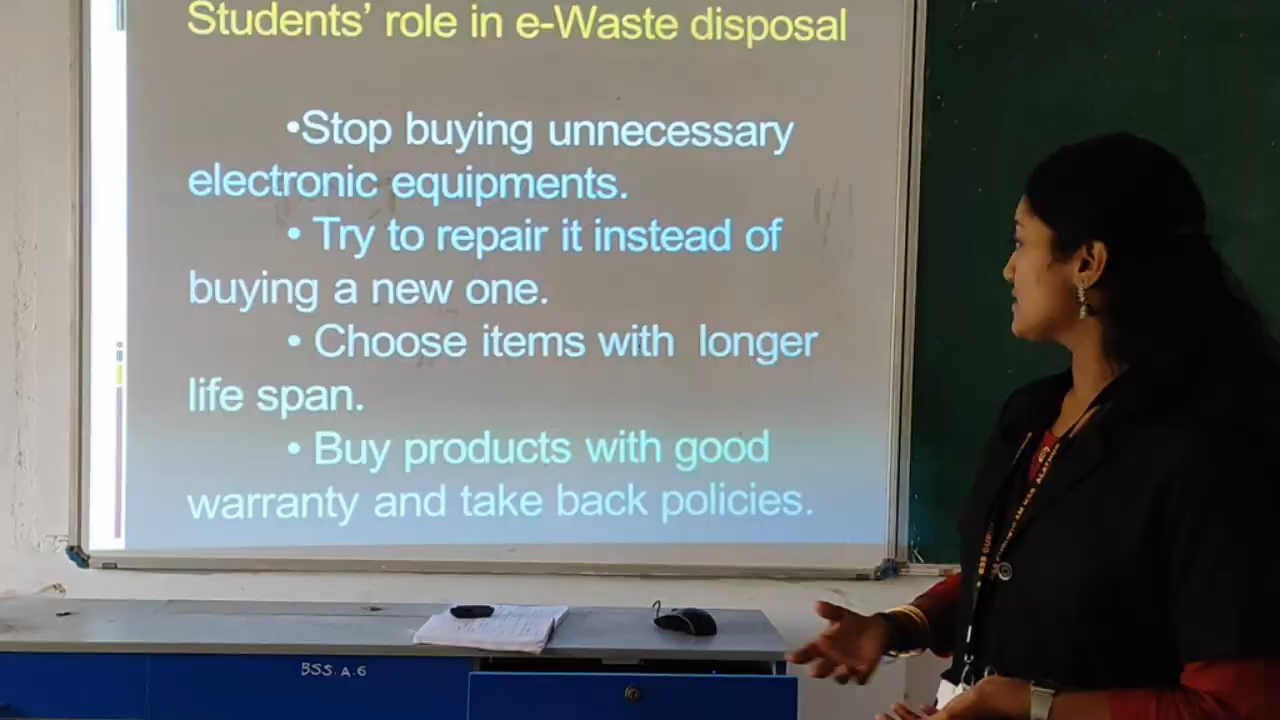 Students’ role in e-Waste disposal
•Stop buying unnecessary
electronic equipments.
• Try to repair it instead of
buying a new one.
• Choose items with longer
life span.
• Buy products with good
warranty and take back policies.
BSS.A.6